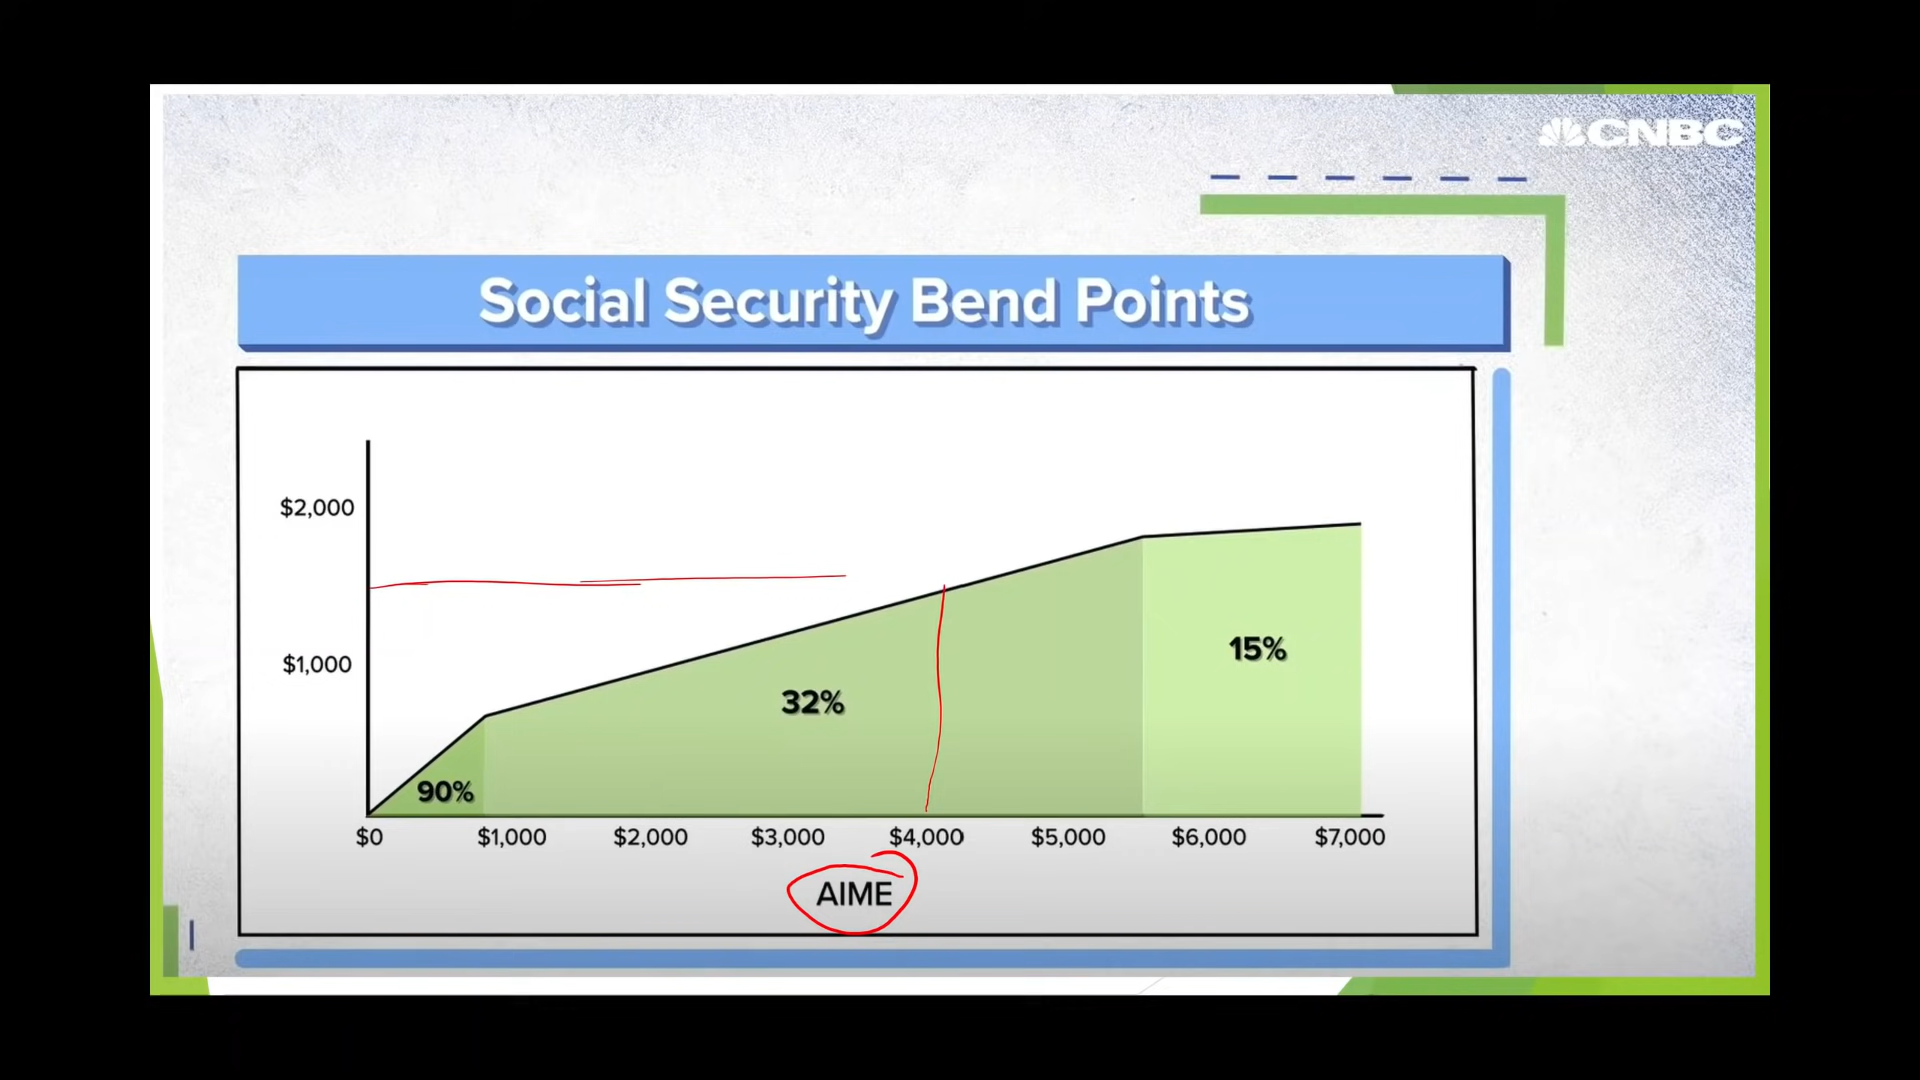 CNBC
Social Security Bend Points
$2,000
$1,000
90%
32%
15%
$0 $1,000 $2,000 $3,000 $4,000 $5,000 $6,000 $7,000
AIME